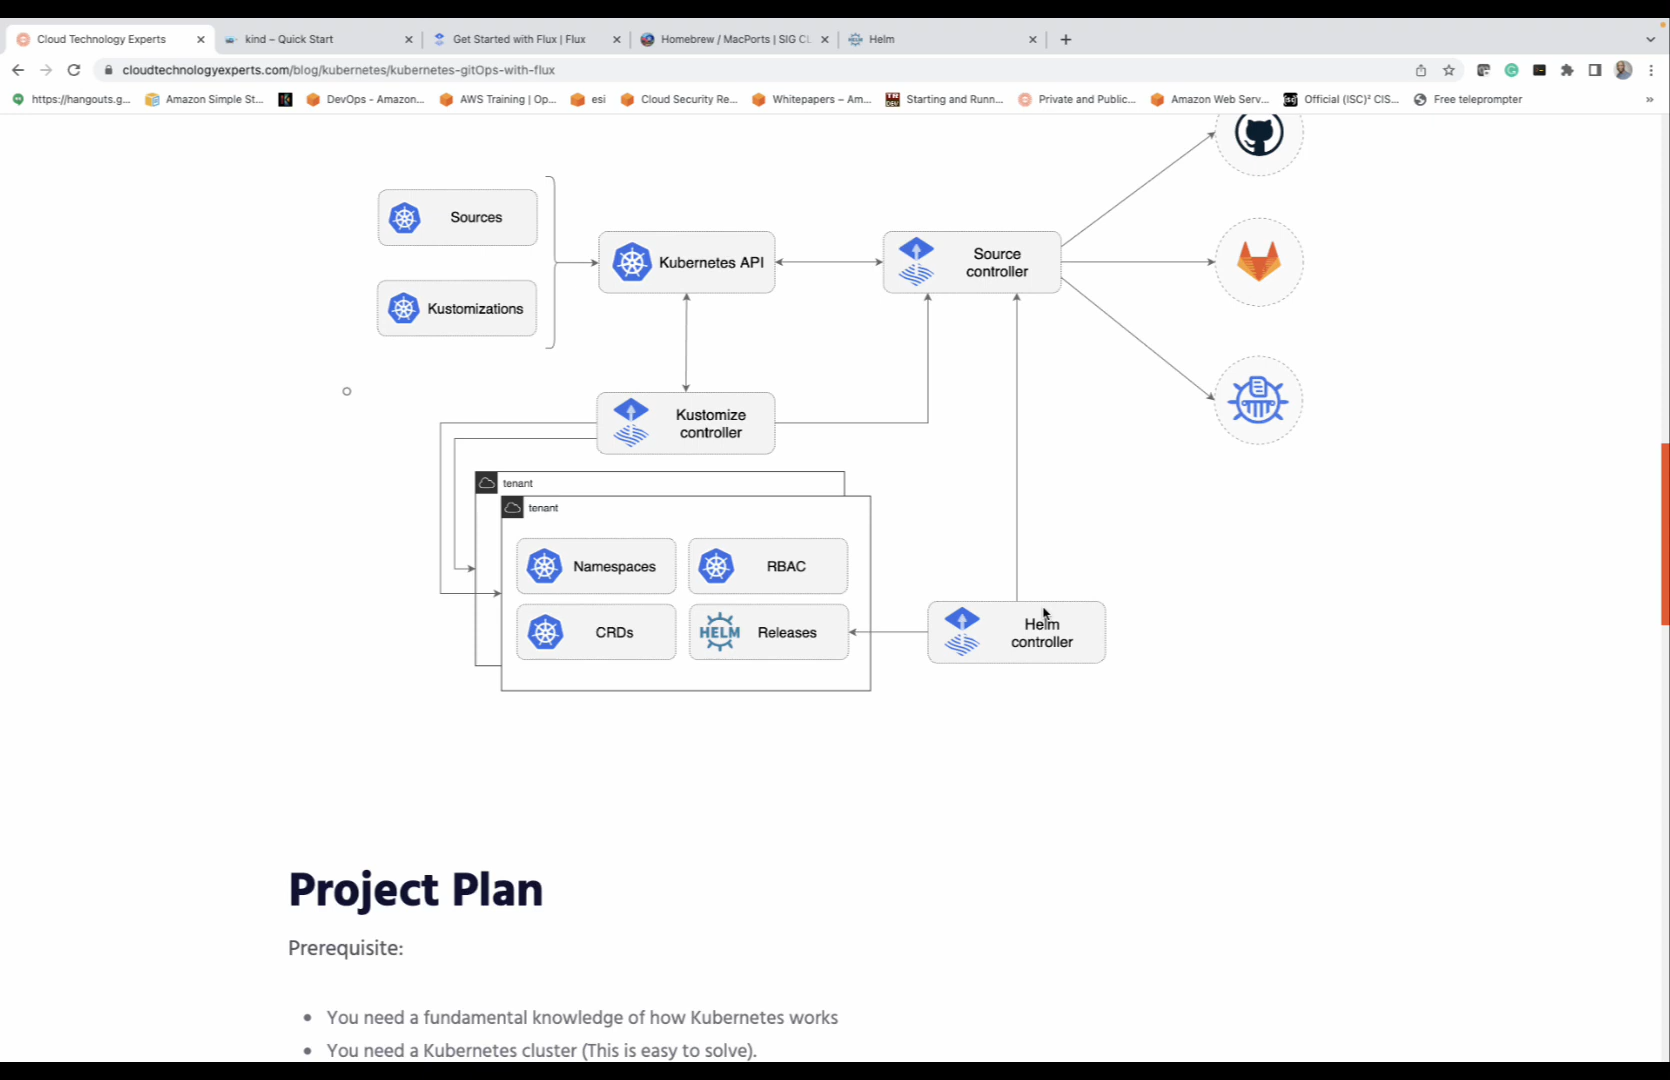 Cloud Technology Experts
kind – Quick Start
Get Started with Flux | Flux
Homebrew / MacPorts | SIG CL
Helm
cloudtechnologyexperts.com/blog/kubernetes/kubernetes-gitOps-with-flux
https://hangouts.g...
Amazon Simple St...
DevOps - Amazon...
AWS Training | Op...
esi
Cloud Security Re...
Whitepapers – Am...
Starting and Runn...
Private and Public...
Amazon Web Serv...
Official (ISC)² CIS...
Free teleprompter
Sources
Kubernetes API
Source
controller
Kustomizations
Kustomize
controller
tenant
tenant
Namespaces
RBAC
CRDs
HELM
Releases
Helm
controller
Project Plan
Prerequisite:
You need a fundamental knowledge of how Kubernetes works
You need a Kubernetes cluster (This is easy to solve).